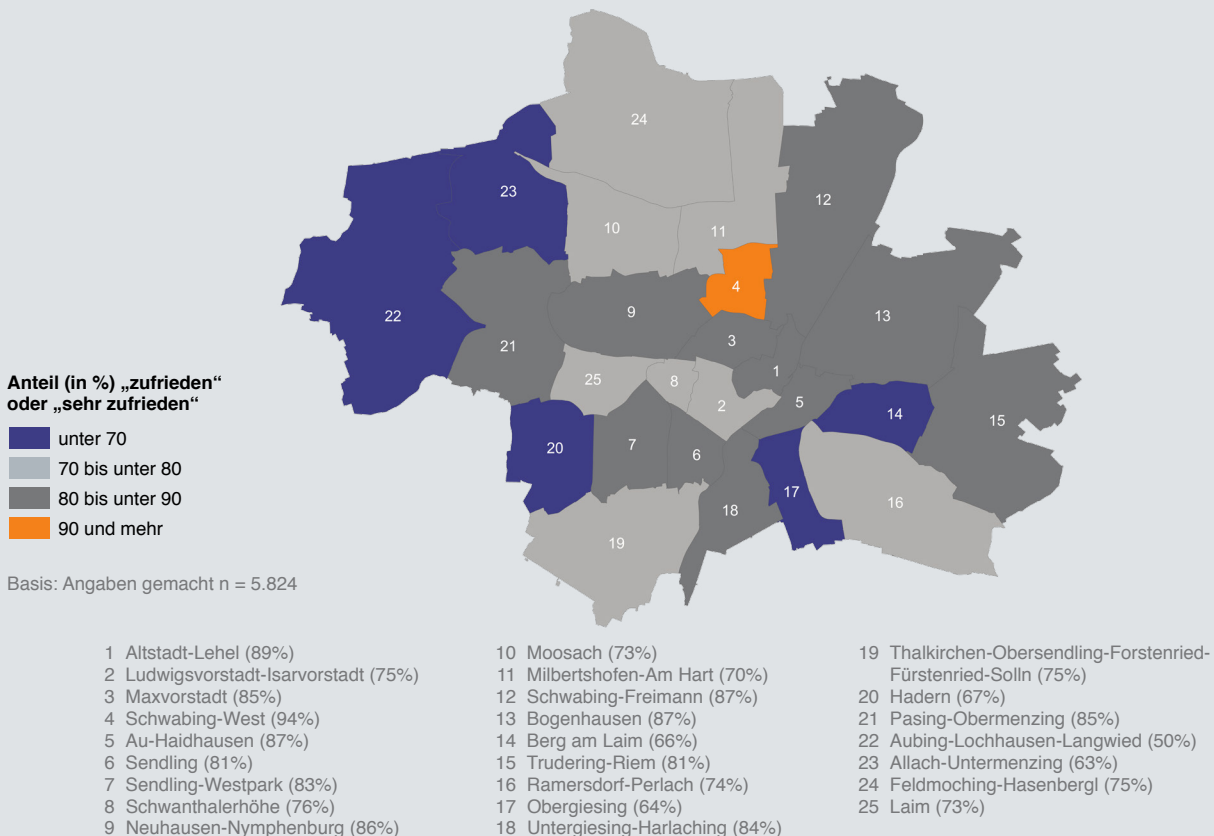 24
23
12
10
11
4
22
9
13
3
21
1
25
8
2
5
14
15
20
7
6
17
16
18
19
Anteil (in %) „zufrieden“
oder „sehr zufrieden“
unter 70
70 bis unter 80
80 bis unter 90
90 und mehr
Basis: Angaben gemacht n = 5.824
1 Altstadt-Lehel (89%)
2 Ludwigsvorstadt-Isarvorstadt (75%)
3 Maxvorstadt (85%)
4 Schwabing-West (94%)
5 Au-Haidhausen (87%)
6 Sendling (81%)
7 Sendling-Westpark (83%)
8 Schwanthalerhöhe (76%)
9 Neuhausen-Nymphenburg (86%)
10 Moosach (73%)
11 Milbertshofen-Am Hart (70%)
12 Schwabing-Freimann (87%)
13 Bogenhausen (87%)
14 Berg am Laim (66%)
15 Trudering-Riem (81%)
16 Ramersdorf-Perlach (74%)
17 Obergiesing (64%)
18 Untergiesing-Harlaching (84%)
19 Thalkirchen-Obersendling-Forstenried-
Fürstenried-Solln (75%)
20 Hadern (67%)
21 Pasing-Obermenzing (85%)
22 Aubing-Lochhausen-Langwied (50%)
23 Allach-Untermenzing (63%)
24 Feldmoching-Hasenbergl (75%)
25 Laim (73%)